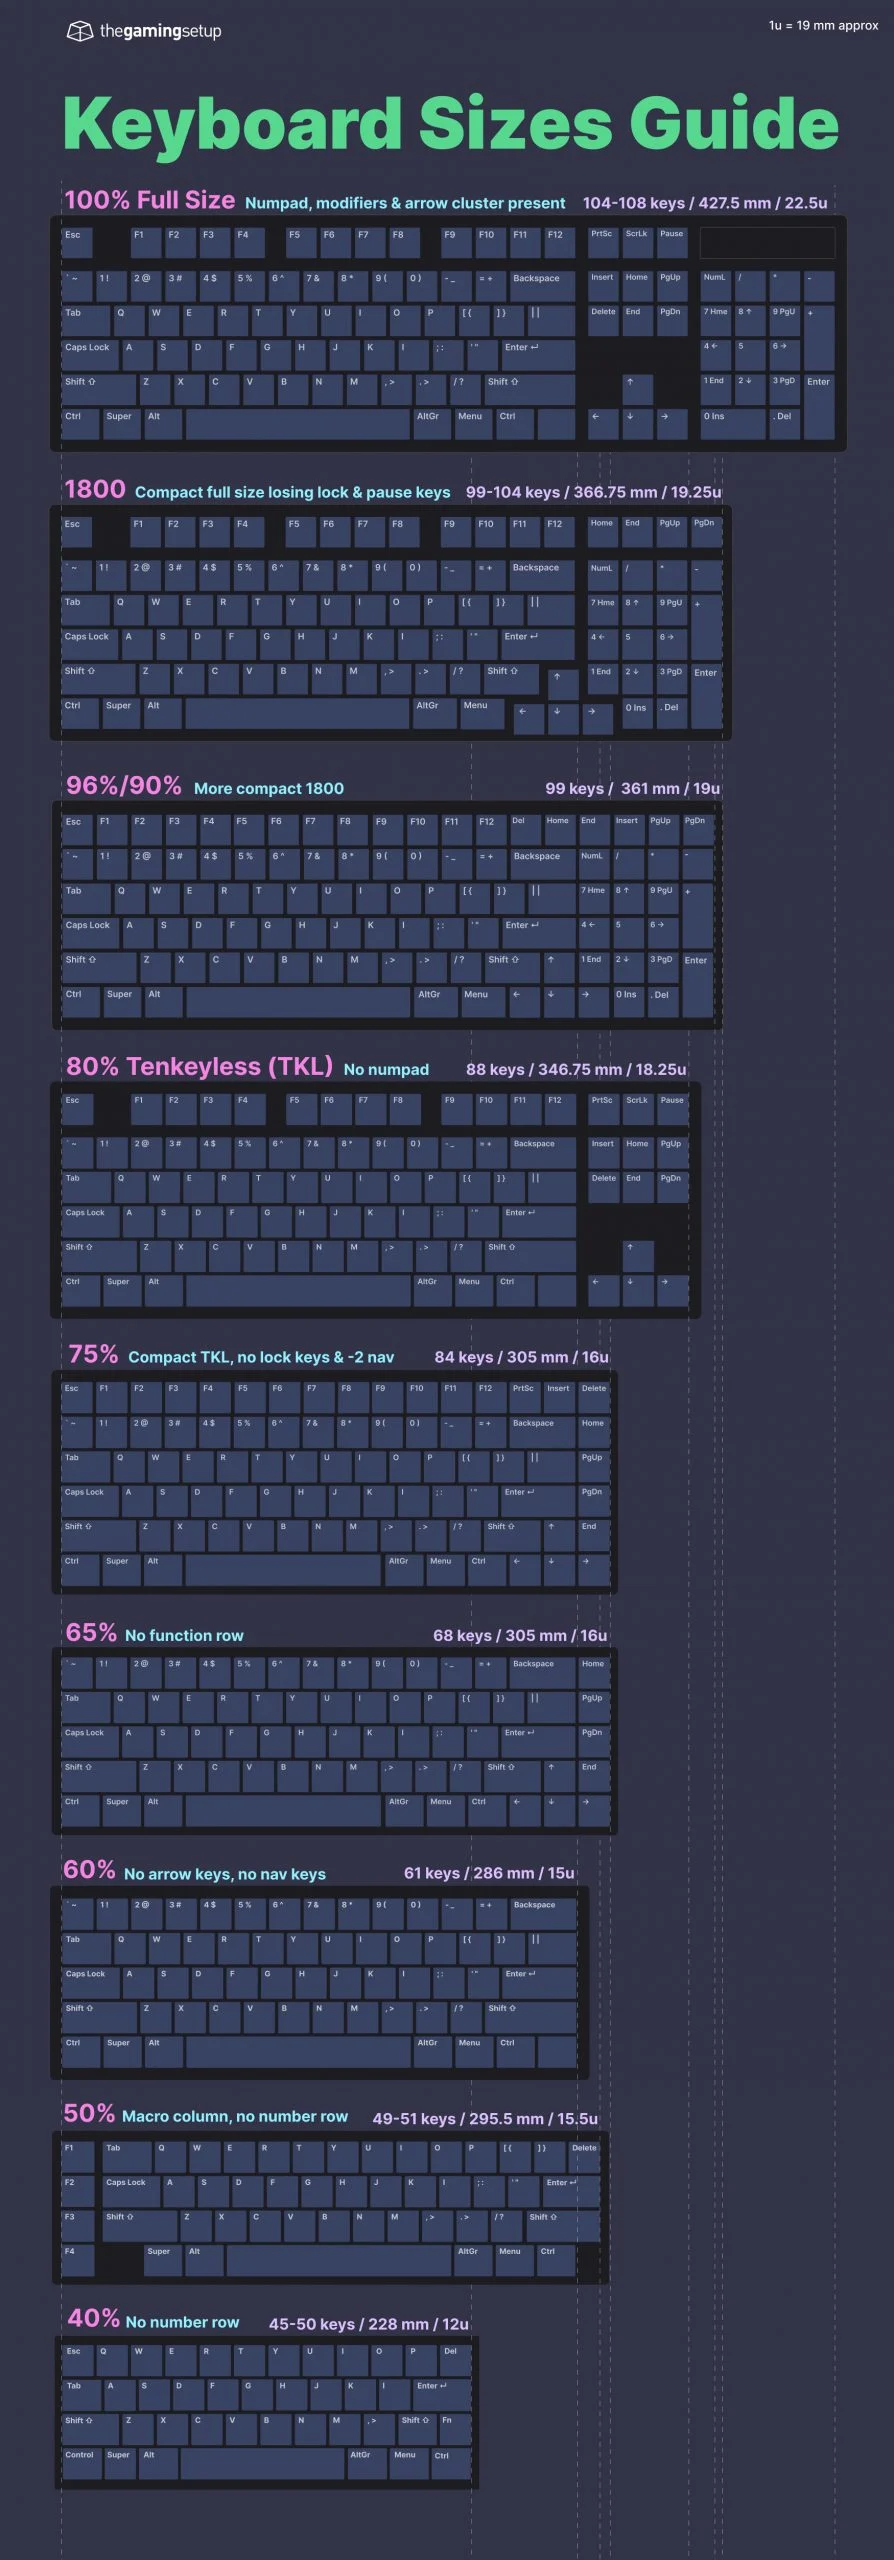 thegamingsetup
1u = 19 mm approx
Keyboard Sizes Guide
100% Full Size Numpad, modifiers & arrow cluster present 104-108 keys / 427.5 mm / 22.5u
Esc F1 F2 F3 F4 F5 F6 F7 F8 F9 F10 F11 F12 PrtSc ScrLk Pause
` ~ 1 ! 2 @ 3 # 4 $ 5 % 6 ^ 7 & 8 * 9 ( 0 ) - _ = + Backspace Insert Home PgUp NumL / * -
Tab Q W E R T Y U I O P [ { ] } | | Delete End PgDn 7 Hme 8 ↑ 9 PgU +
Caps Lock A S D F G H J K l ; : ' " Enter ↵ 4 ← 5 6 →
Shift ⇧ Z X C V B N M , > . > / ? Shift ⇧ ↑ 1 End 2 ↓ 3 PgD Enter
Ctrl Super Alt AltGr Menu Ctrl ← ↓ → 0 Ins . Del
1800 Compact full size losing lock & pause keys 99-104 keys / 366.75 mm / 19.25u
Esc F1 F2 F3 F4 F5 F6 F7 F8 F9 F10 F11 F12 Home End PgUp PgDn
` ~ 1 ! 2 @ 3 # 4 $ 5 % 6 ^ 7 & 8 * 9 ( 0 ) - _ = + Backspace NumL / * -
Tab Q W E R T Y U I O P [ { ] } | | 7 Hme 8 ↑ 9 PgU +
Caps Lock A S D F G H J K l ; : ' " Enter ↵ 4 ← 5 6 →
Shift ⇧ Z X C V B N M , > . > / ? Shift ⇧ ↑ 1 End 2 ↓ 3 PgD Enter
Ctrl Super Alt AltGr Menu ← ↓ → 0 Ins . Del
96%/90% More compact 1800 99 keys / 361 mm / 19u
Esc F1 F2 F3 F4 F5 F6 F7 F8 F9 F10 F11 F12 Del Home End Insert PgUp PgDn
` ~ 1 ! 2 @ 3 # 4 $ 5 % 6 ^ 7 & 8 * 9 ( 0 ) - _ = + Backspace NumL / * -
Tab Q W E R T Y U I O P [ { ] } | | 7 Hme 8 ↑ 9 PgU +
Caps Lock A S D F G H J K l ; : ' " Enter ↵ 4 ← 5 6 →
Shift ⇧ Z X C V B N M , > . > / ? Shift ⇧ ↑ 1 End 2 ↓ 3 PgD Enter
Ctrl Super Alt AltGr Menu ← ↓ → 0 Ins . Del
80% Tenkeyless (TKL) No numpad 88 keys / 346.75 mm / 18.25u
Esc F1 F2 F3 F4 F5 F6 F7 F8 F9 F10 F11 F12 PrtSc ScrLk Pause
` ~ 1 ! 2 @ 3 # 4 $ 5 % 6 ^ 7 & 8 * 9 ( 0 ) - _ = + Backspace Insert Home PgUp
Tab Q W E R T Y U I O P [ { ] } | | Delete End PgDn
Caps Lock A S D F G H J K l ; : ' " Enter ↵
Shift ⇧ Z X C V B N M , > . > / ? Shift ⇧ ↑
Ctrl Super Alt AltGr Menu Ctrl ← ↓ →
75% Compact TKL, no lock keys & -2 nav 84 keys / 305 mm / 16u
Esc F1 F2 F3 F4 F5 F6 F7 F8 F9 F10 F11 F12 PrtSc Insert Delete
` ~ 1 ! 2 @ 3 # 4 $ 5 % 6 ^ 7 & 8 * 9 ( 0 ) - _ = + Backspace Home
Tab Q W E R T Y U I O P [ { ] } | | PgUp
Caps Lock A S D F G H J K l ; : ' " Enter ↵ PgDn
Shift ⇧ Z X C V B N M , > . > / ? Shift ⇧ ↑ End
Ctrl Super Alt AltGr Menu Ctrl ← ↓ →
65% No function row 68 keys / 305 mm / 16u
` ~ 1 ! 2 @ 3 # 4 $ 5 % 6 ^ 7 & 8 * 9 ( 0 ) - _ = + Backspace Home
Tab Q W E R T Y U I O P [ { ] } | | PgUp
Caps Lock A S D F G H J K l ; : ' " Enter ↵ PgDn
Shift ⇧ Z X C V B N M , > . > / ? Shift ⇧ ↑ End
Ctrl Super Alt AltGr Menu Ctrl ← ↓ →
60% No arrow keys, no nav keys 61 keys / 286 mm / 15u
` ~ 1 ! 2 @ 3 # 4 $ 5 % 6 ^ 7 & 8 * 9 ( 0 ) - _ = + Backspace
Tab Q W E R T Y U I O P [ { ] } | |
Caps Lock A S D F G H J K l ; : ' " Enter ↵
Shift ⇧ Z X C V B N M , > . > / ? Shift ⇧
Ctrl Super Alt AltGr Menu Ctrl
50% Macro column, no number row 49-51 keys / 295.5 mm / 15.5u
F1 Tab Q W E R T Y U I O P [ { ] } Delete
F2 Caps Lock A S D F G H J K l ; : ' " Enter ↵
F3 Shift ⇧ Z X C V B N M , > . > / ? Shift ⇧
F4 Super Alt AltGr Menu Ctrl
40% No number row 45-50 keys / 228 mm / 12u
Esc Q W E R T Y U I O P Del
Tab A S D F G H J K l Enter ↵
Shift ⇧ Z X C V B N M , > Shift ⇧ Fn
Control Super Alt AltGr Menu Ctrl